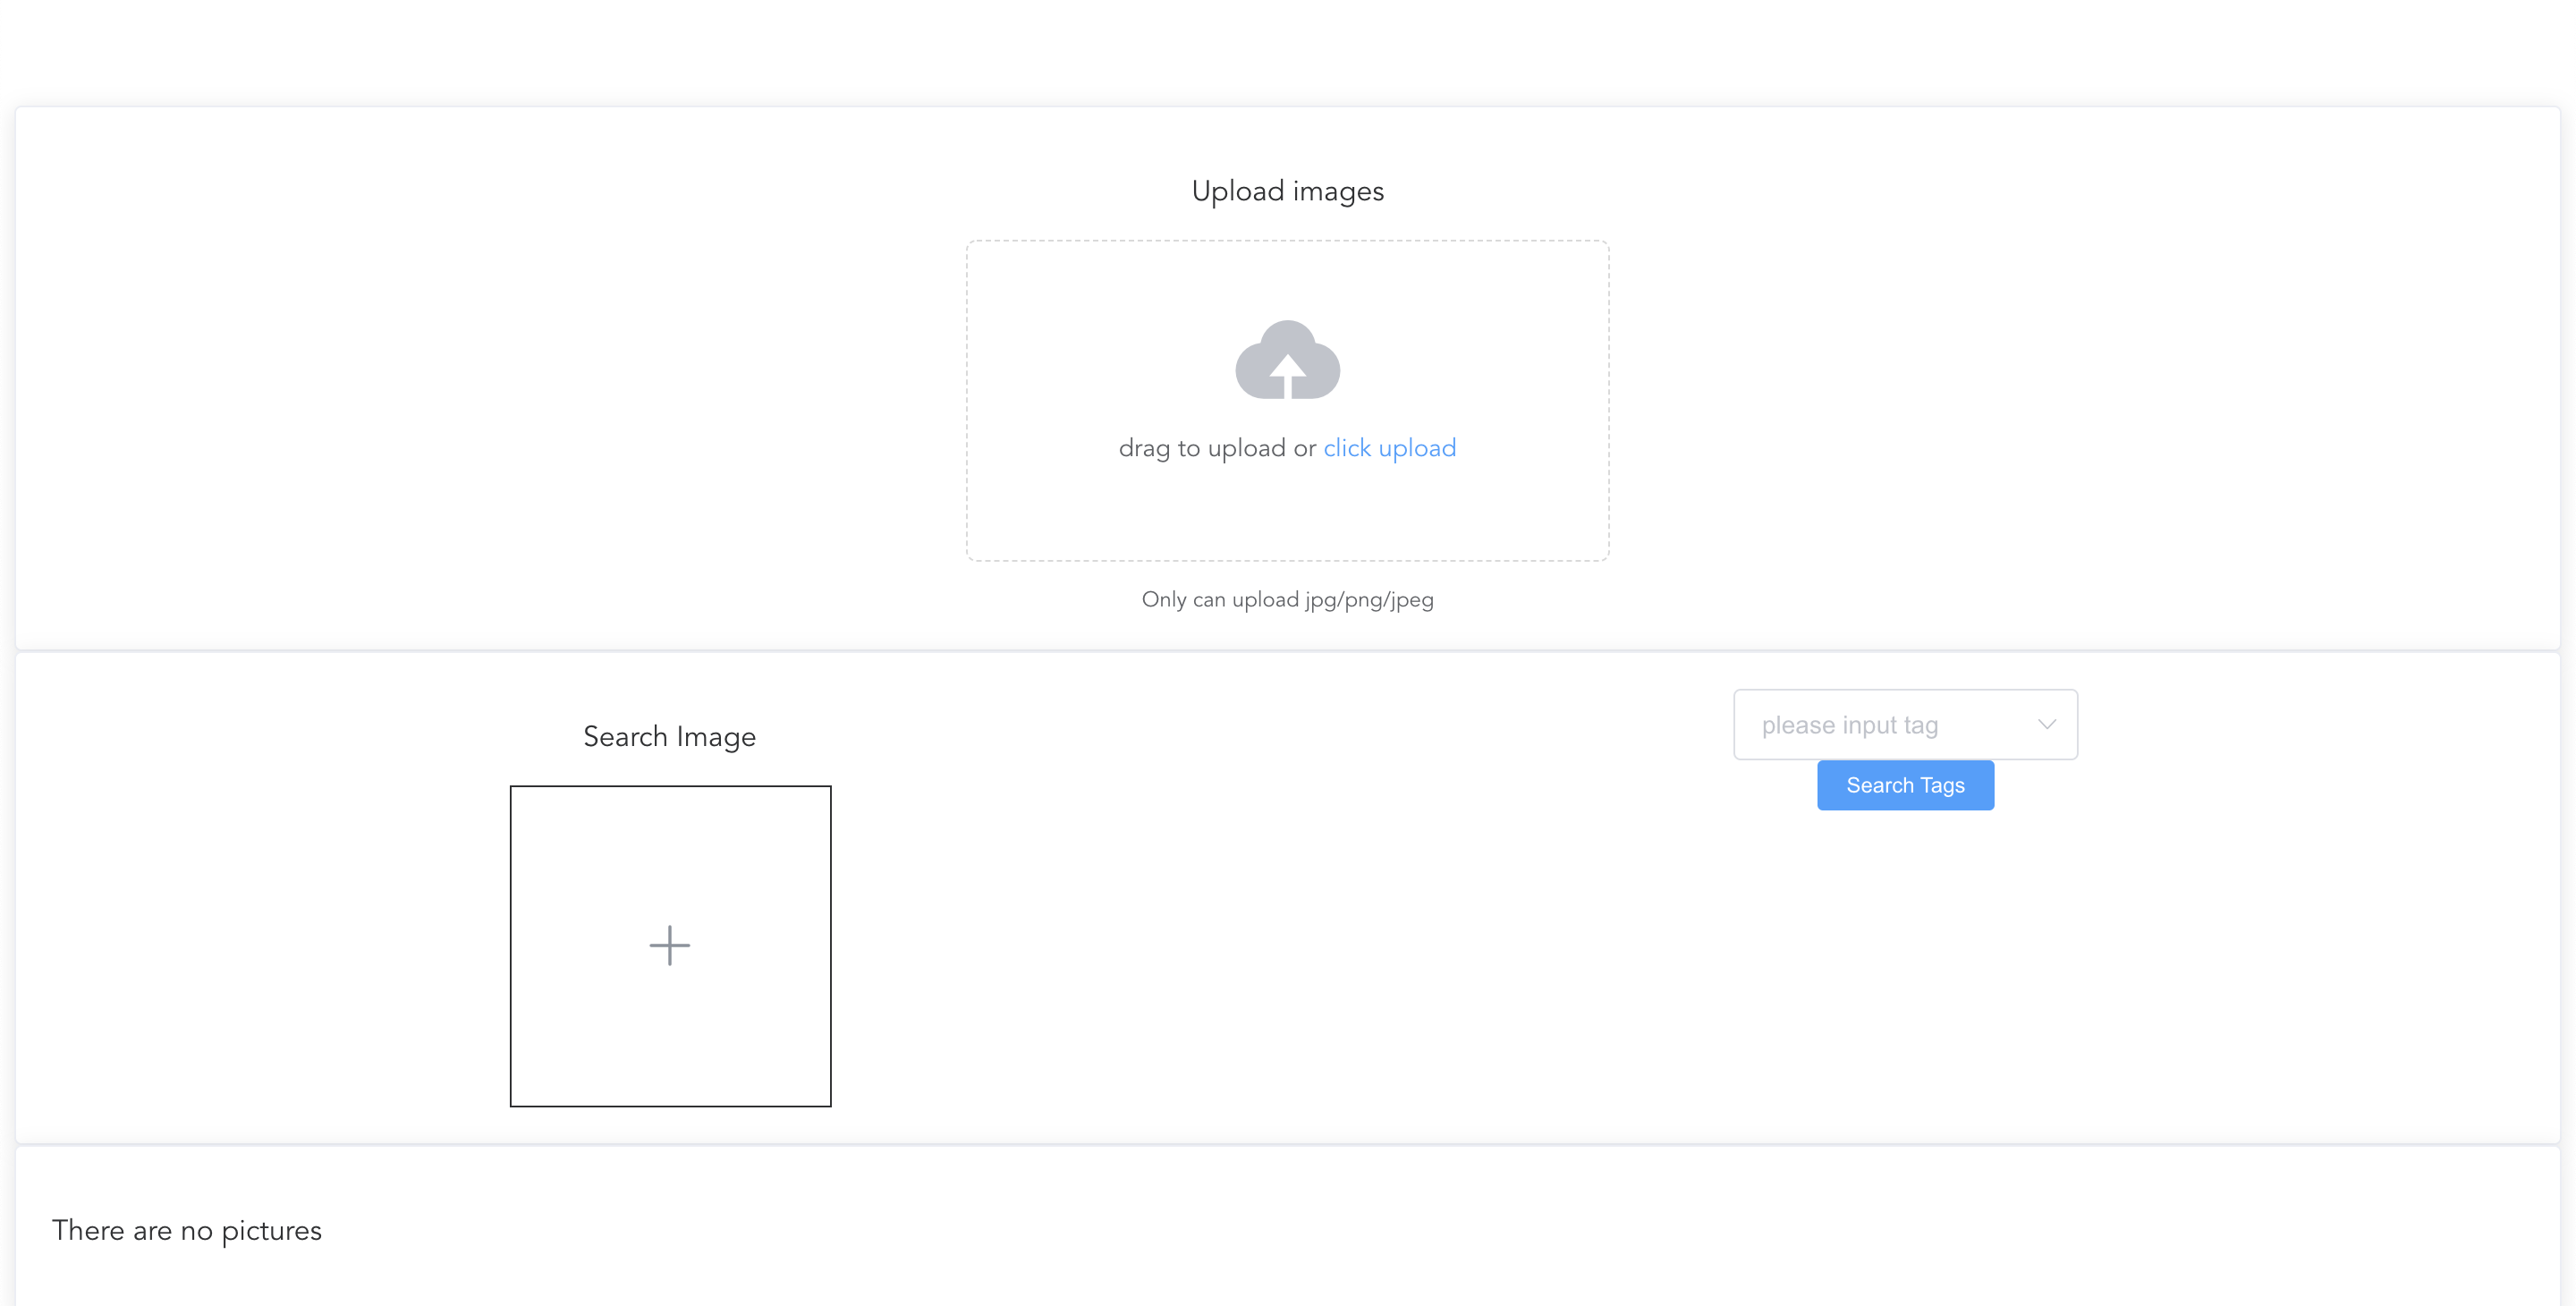 Upload images
drag to upload or click upload
Only can upload jpg/png/jpeg
Search Image
please input tag
Search Tags
There are no pictures